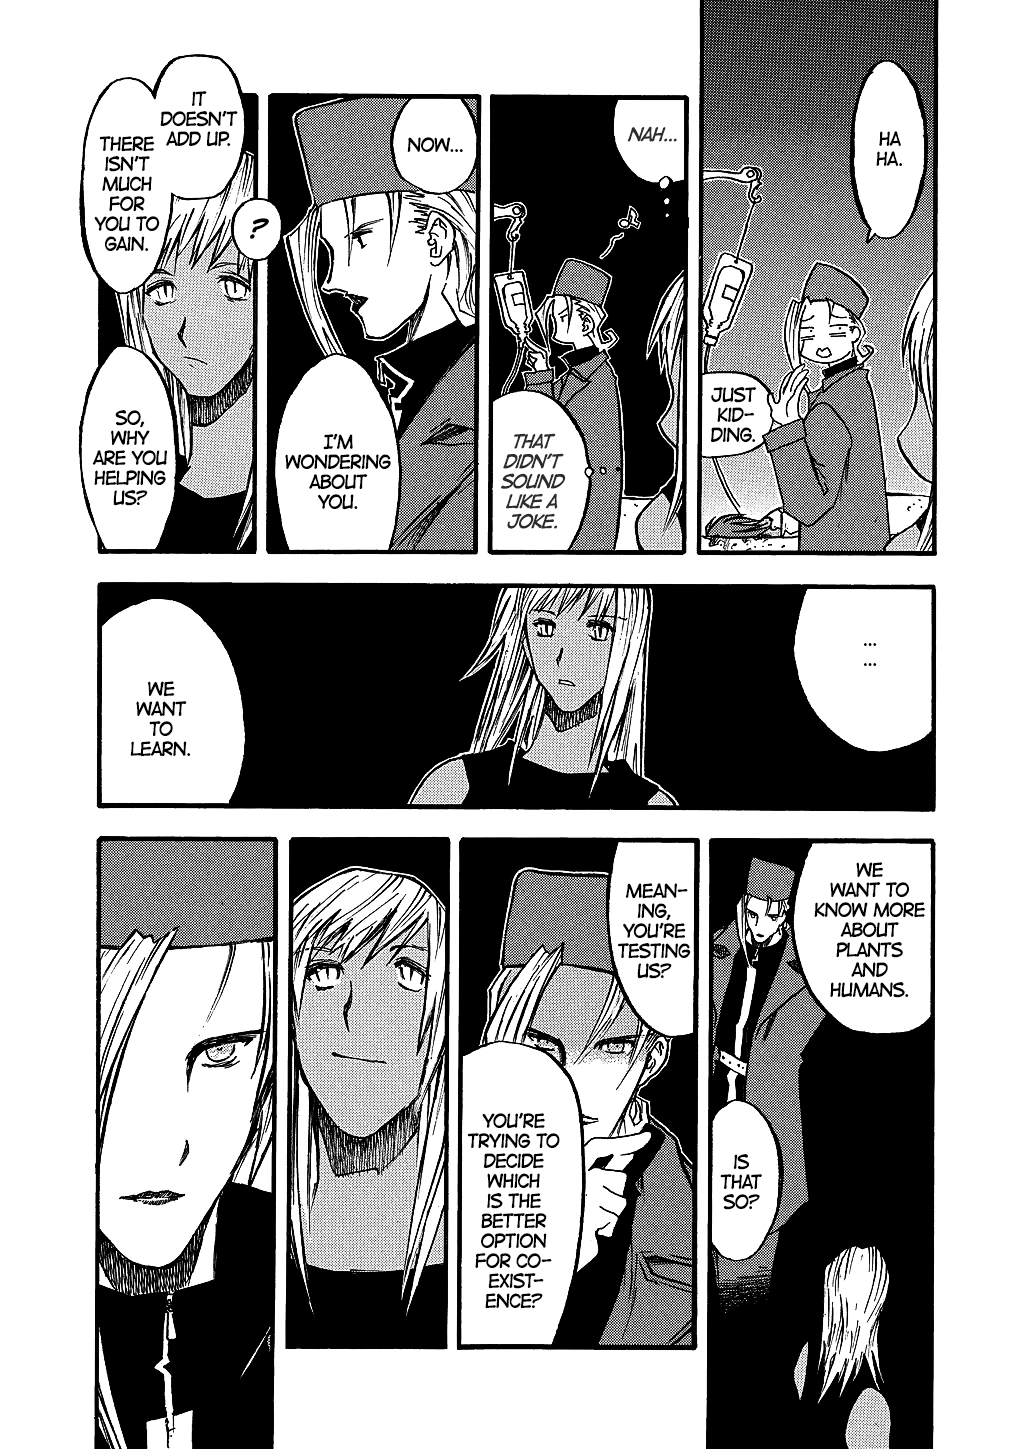 HA
HA.
JUST
KID-
DING.
NAH...
THAT
DIDN'T
SOUND
LIKE A
JOKE.
NOW...
I'M
WONDERING
ABOUT
YOU.
?
IT
DOESN'T
ADD UP.
THERE
ISN'T
MUCH
FOR
YOU TO
GAIN.
SO,
WHY
ARE YOU
HELPING
US?
...
...
WE
WANT
TO
LEARN.
WE
WANT TO
KNOW MORE
ABOUT
PLANTS
AND
HUMANS.
IS
THAT
SO?
MEAN-
ING,
YOU'RE
TESTING
US?
YOU'RE
TRYING TO
DECIDE
WHICH
IS THE
BETTER
OPTION
FOR CO-
EXIST-
ENCE?